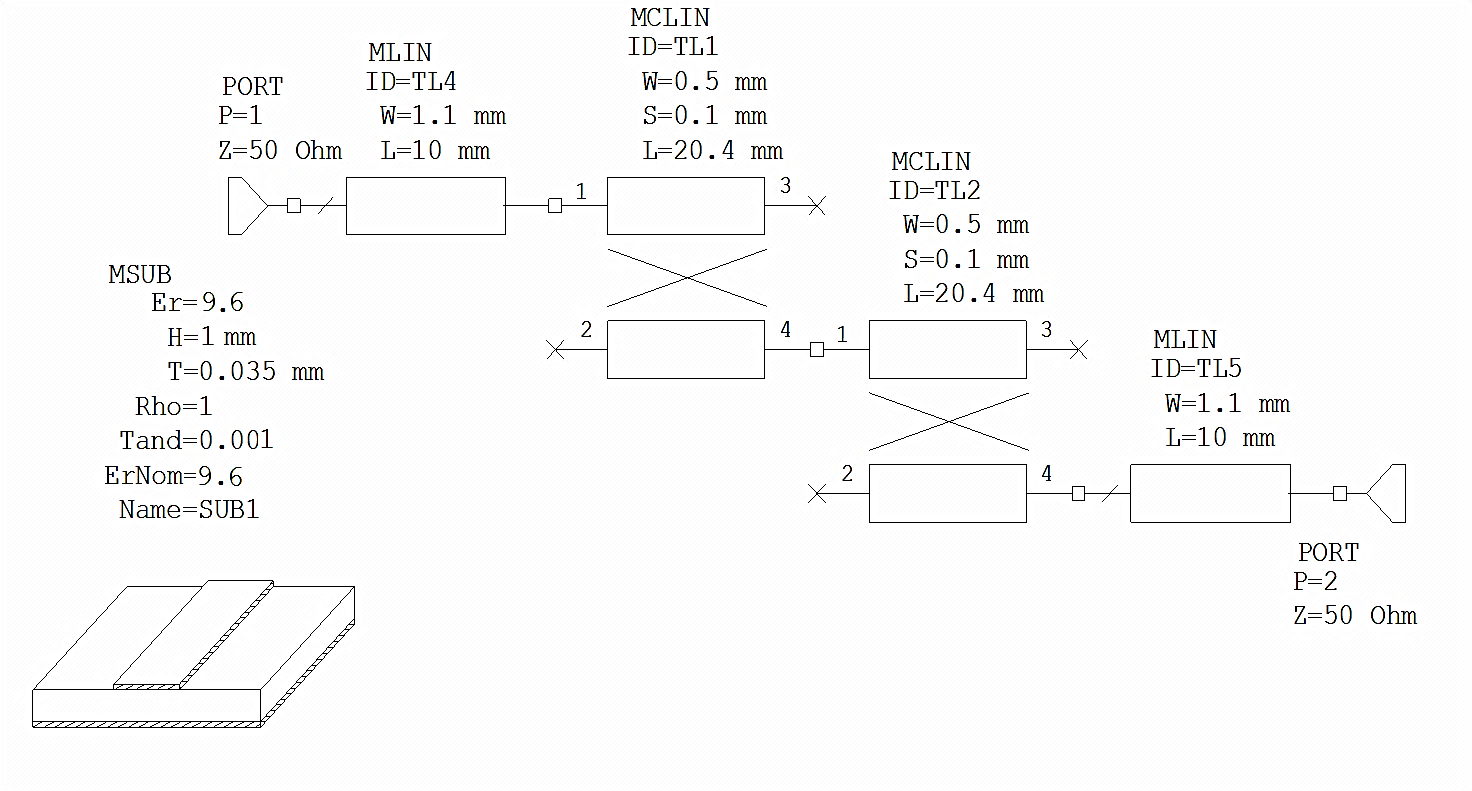 PORT
P=1
Z=50 Ohm
MLIN
ID=TL4
W=1.1 mm
L=10 mm
MCLIN
ID=TL1
W=0.5 mm
S=0.1 mm
L=20.4 mm
1
3
2
4
MCLIN
ID=TL2
W=0.5 mm
S=0.1 mm
L=20.4 mm
1
3
2
4
MLIN
ID=TL5
W=1.1 mm
L=10 mm
PORT
P=2
Z=50 Ohm
MSUB
Er=9.6
H=1 mm
T=0.035 mm
Rho=1
Tand=0.001
ErNom=9.6
Name=SUB1